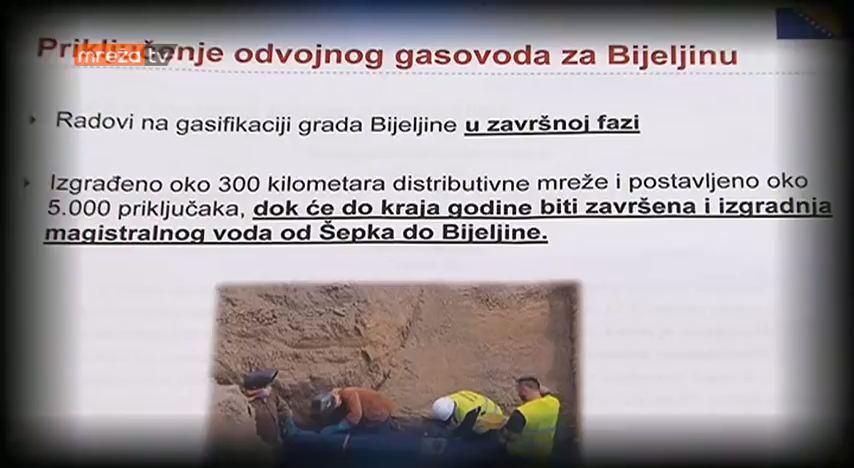 mreža tv
Priključenje odvojnog gasovoda za Bijeljinu
Radovi na gasifikaciji grada Bijeljine u završnoj fazi
Izgrađeno oko 300 kilometara distributivne mreže i postavljeno oko
5.000 priključaka, dok će do kraja godine biti završena i izgradnja
magistralnog voda od Šepka do Bijeljine.